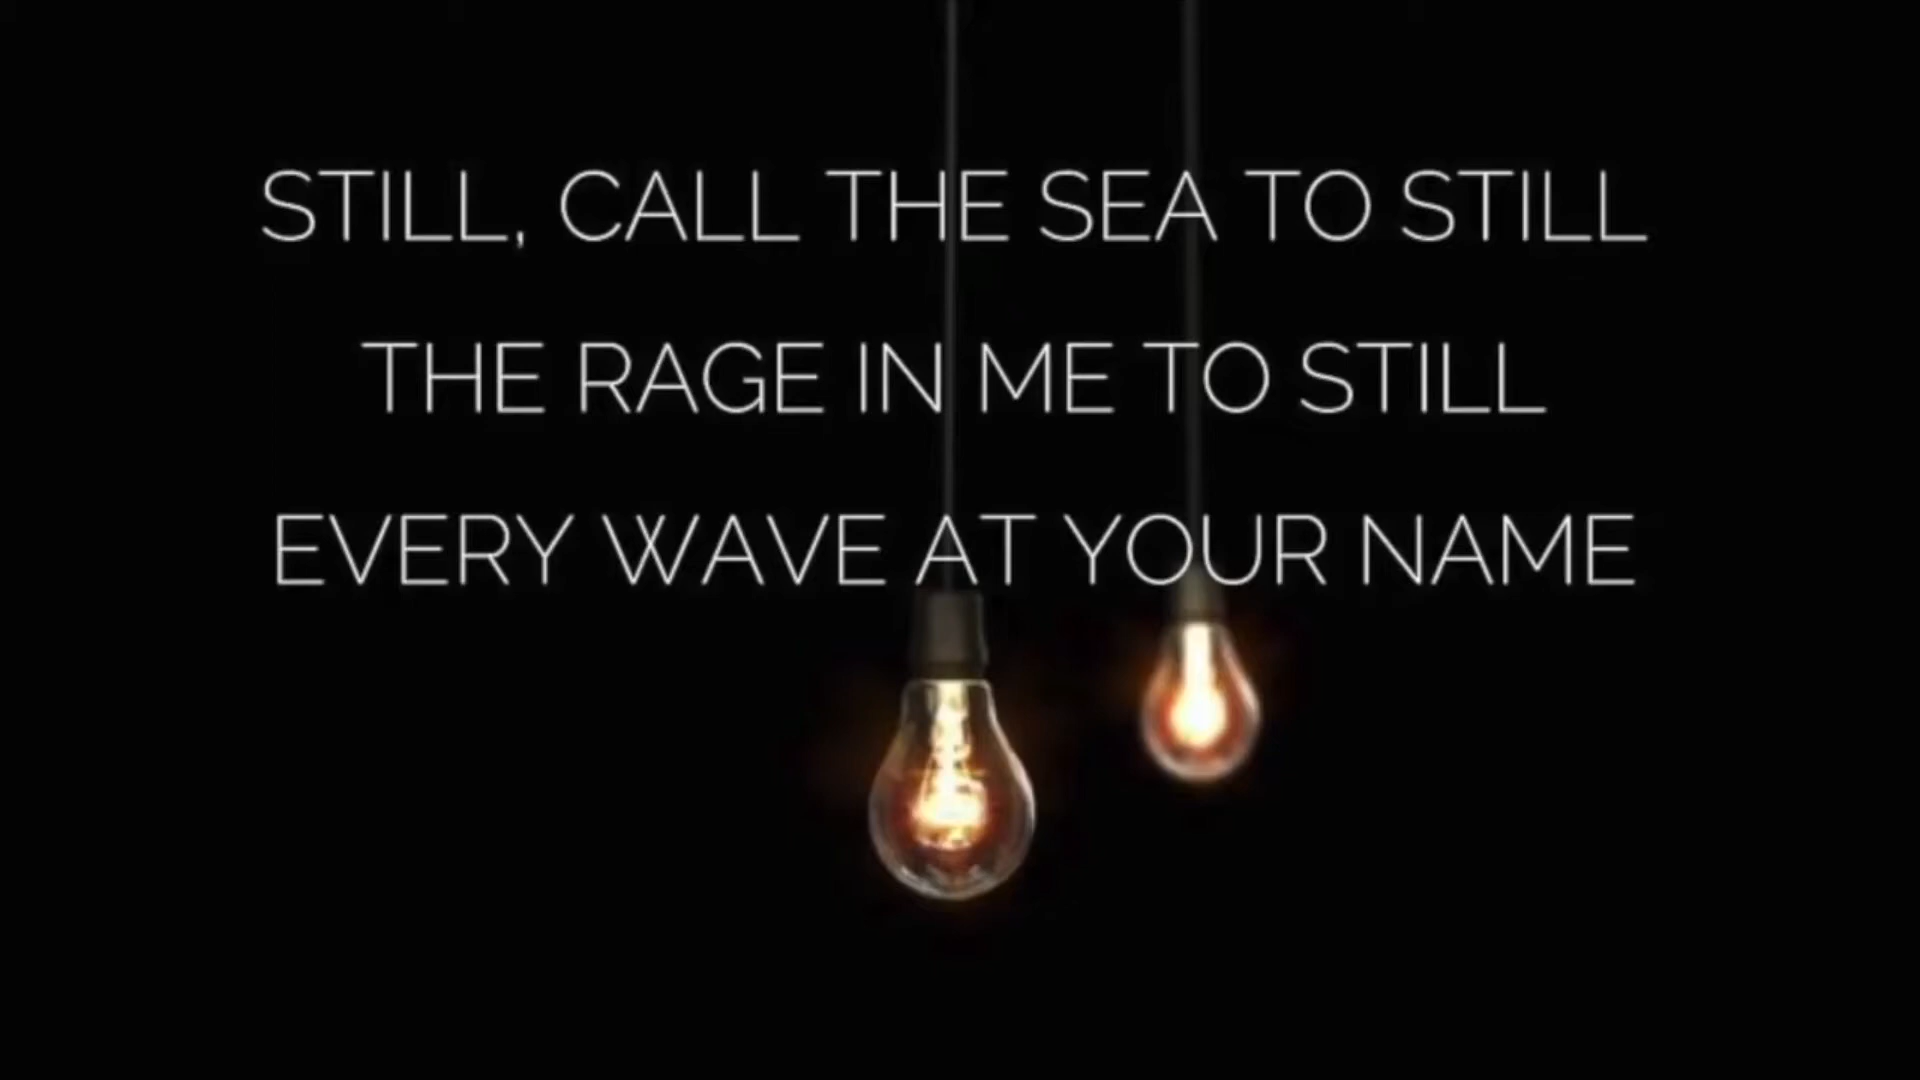 STILL, CALL THE SEA TO STILL
THE RAGE IN ME TO STILL
EVERY WAVE AT YOUR NAME